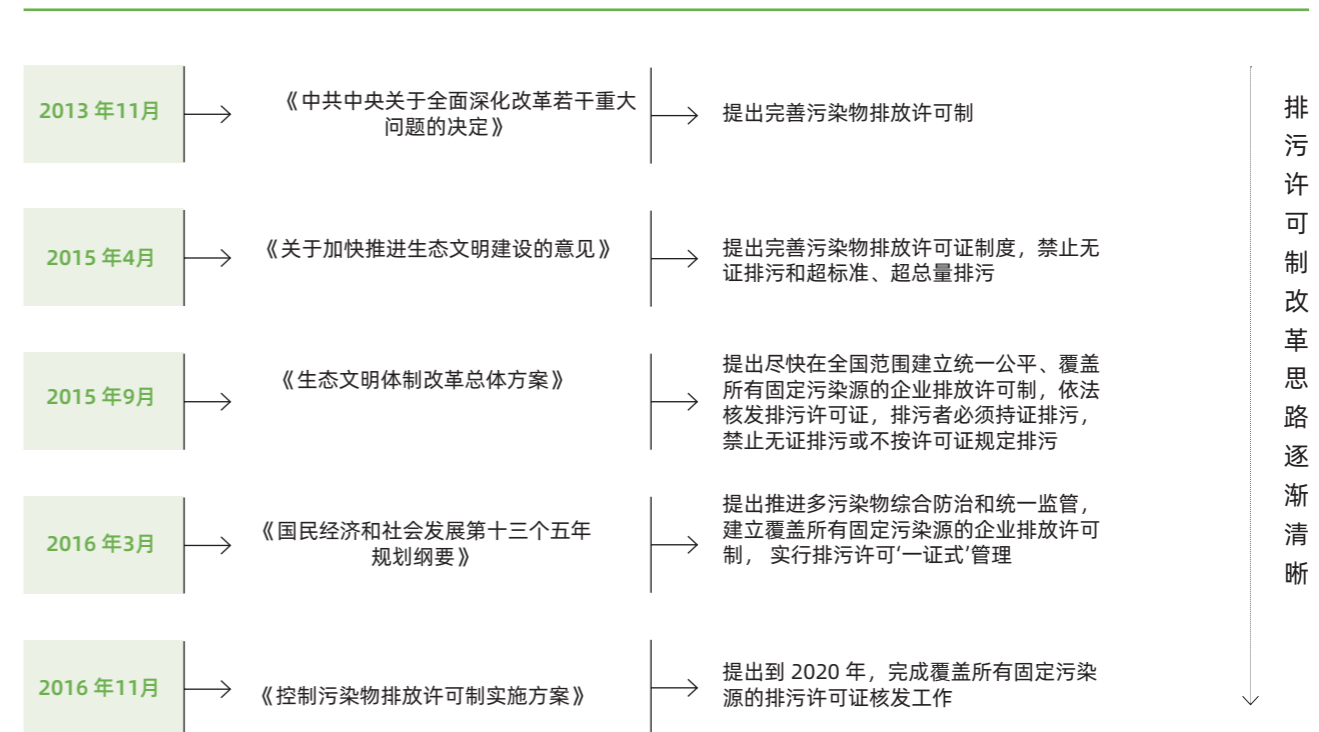 2013 年11月
《中共中央关于全面深化改革若干重大
问题的决定》
提出完善污染物排放许可制
2015 年4月
《关于加快推进生态文明建设的意见》
提出完善污染物排放许可证制度，禁止无
证排污和超标准、超总量排污
2015 年9月
《生态文明体制改革总体方案》
提出尽快在全国范围建立统一公平、覆盖
所有固定污染源的企业排放许可制，依法
核发排污许可证，排污者必须持证排污，
禁止无证排污或不按许可证规定排污
2016 年3月
《国民经济和社会发展第十三个五年
规划纲要》
提出推进多污染物综合防治和统一监管，
建立覆盖所有固定污染源的企业排放许可
制， 实行排污许可‘一证式’管理
2016 年11月
《控制污染物排放许可制实施方案》
提出到 2020 年，完成覆盖所有固定污染
源的排污许可证核发工作
排污许可制改革思路逐渐清晰